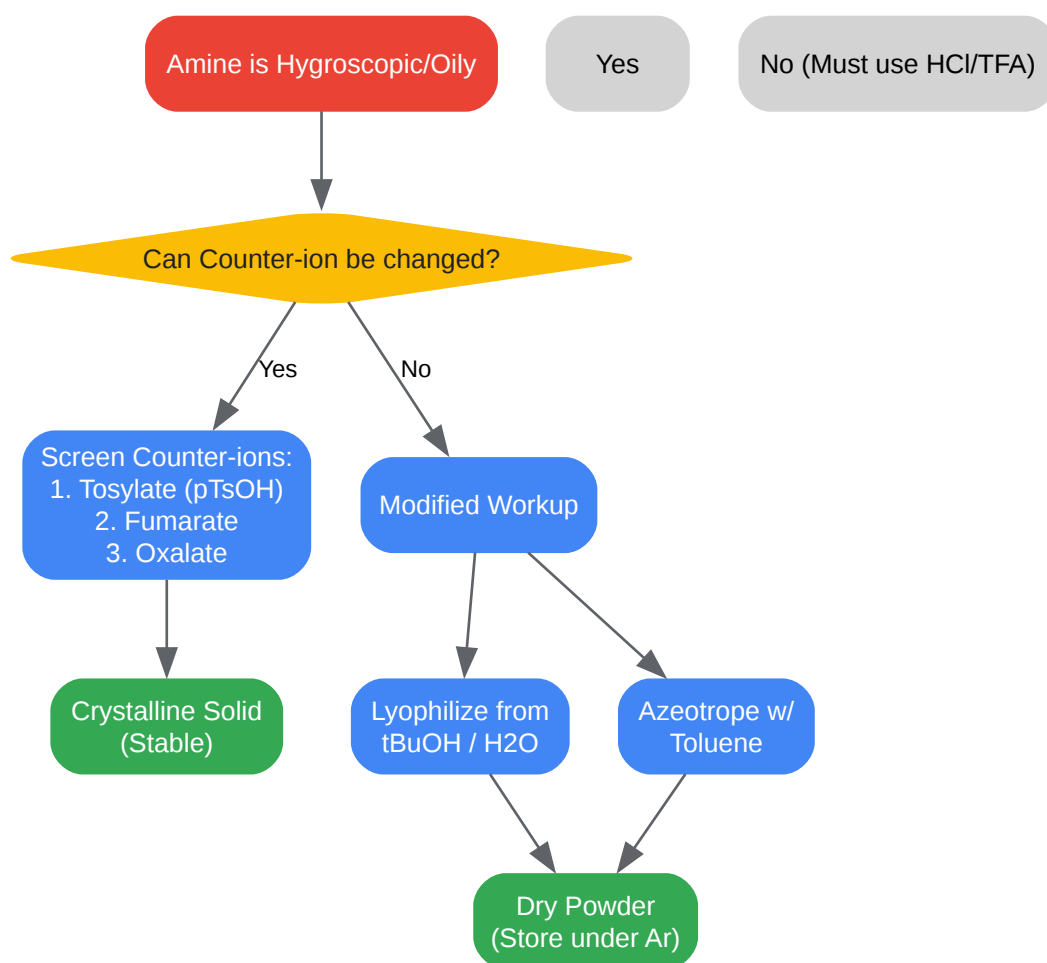 Amine is Hygroscopic/Oily
Yes
No (Must use HCl/TFA)
Can Counter-ion be changed?
Yes
No
Screen Counter-ions:
1. Tosylate (pTsOH)
2. Fumarate
3. Oxalate
Modified Workup
Crystalline Solid
(Stable)
Lyophilize from
tBuOH / H2O
Azeotrope w/
Toluene
Dry Powder
(Store under Ar)